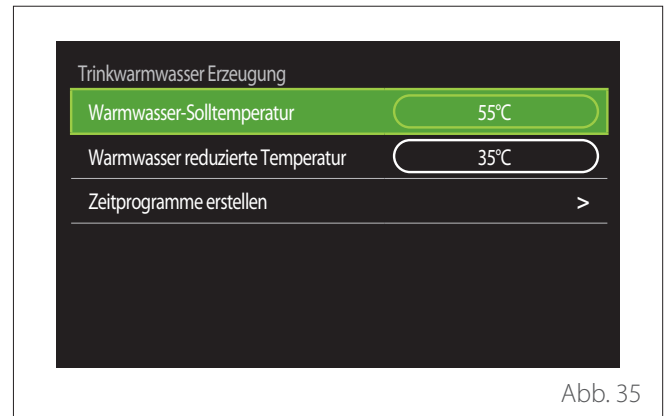 Trinkwarmwasser Erzeugung
Warmwasser-Solltemperatur 55°C
Warmwasser reduzierte Temperatur 35°C
Zeitprogramme erstellen >
Abb. 35